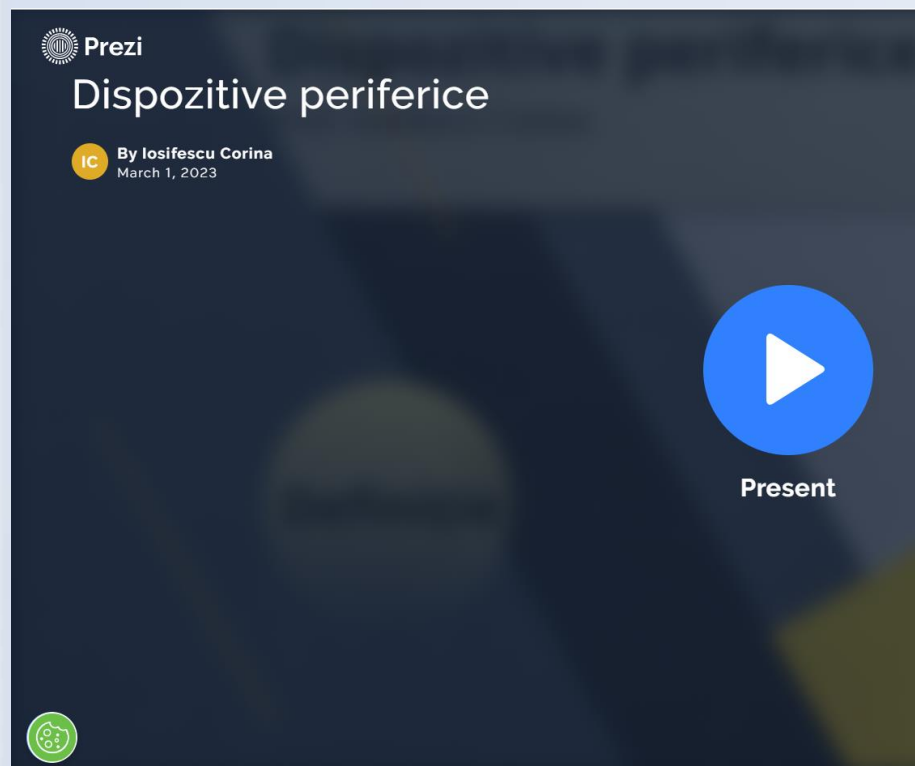 Prezi
Dispozitive periferice
IC
By Iosifescu Corina
March 1, 2023
Present